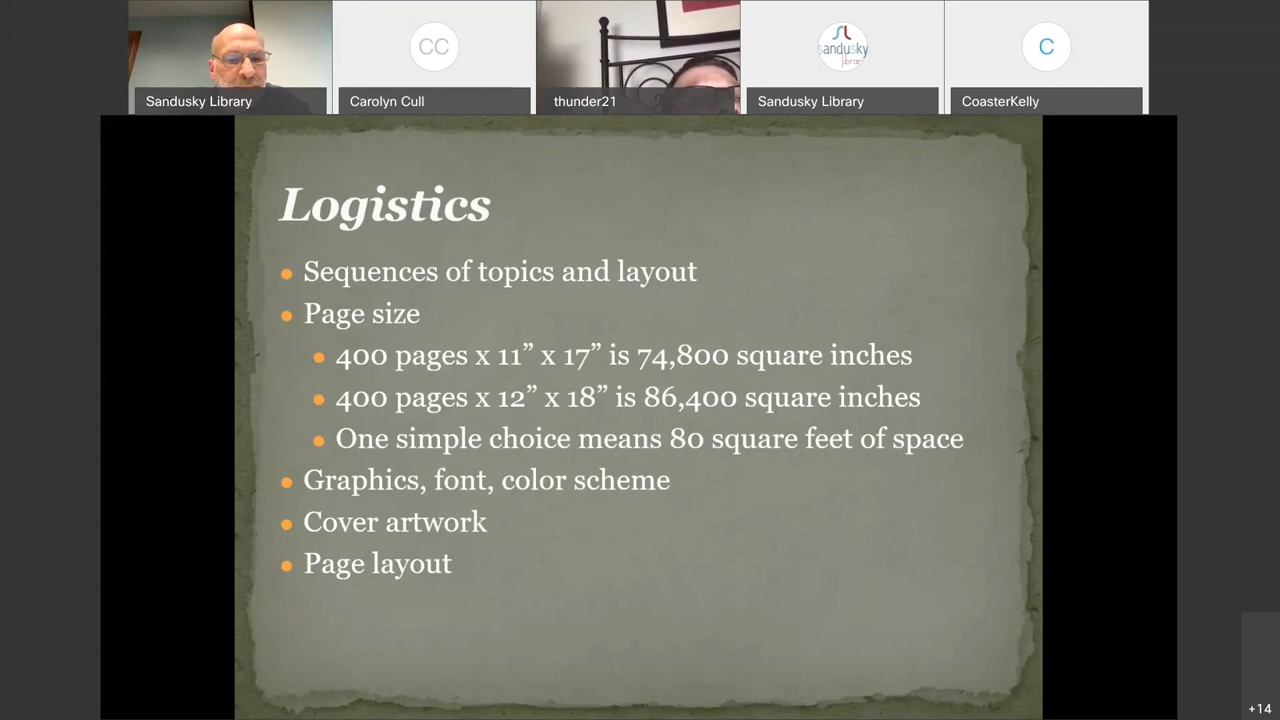 Sandusky Library
CC
Carolyn Cull
thunder21
sandusky
library
Sandusky Library
C
CoasterKelly
Logistics
Sequences of topics and layout
Page size
400 pages x 11” x 17” is 74,800 square inches
400 pages x 12” x 18” is 86,400 square inches
One simple choice means 80 square feet of space
Graphics, font, color scheme
Cover artwork
Page layout
+14